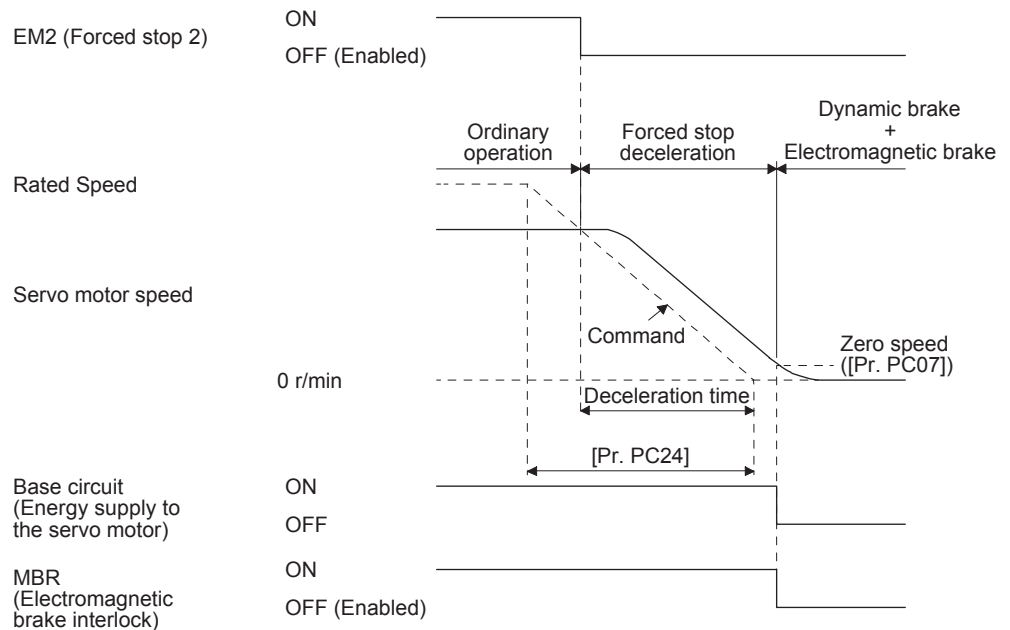 EM2 (Forced stop 2)
ON
OFF (Enabled)
Ordinary
operation
Forced stop
deceleration
Dynamic brake
+
Electromagnetic brake
Rated Speed
Servo motor speed
Command
Zero speed
([Pr. PC07])
0 r/min
Deceleration time
[Pr. PC24]
Base circuit
(Energy supply to
the servo motor)
ON
OFF
MBR
(Electromagnetic
brake interlock)
ON
OFF (Enabled)